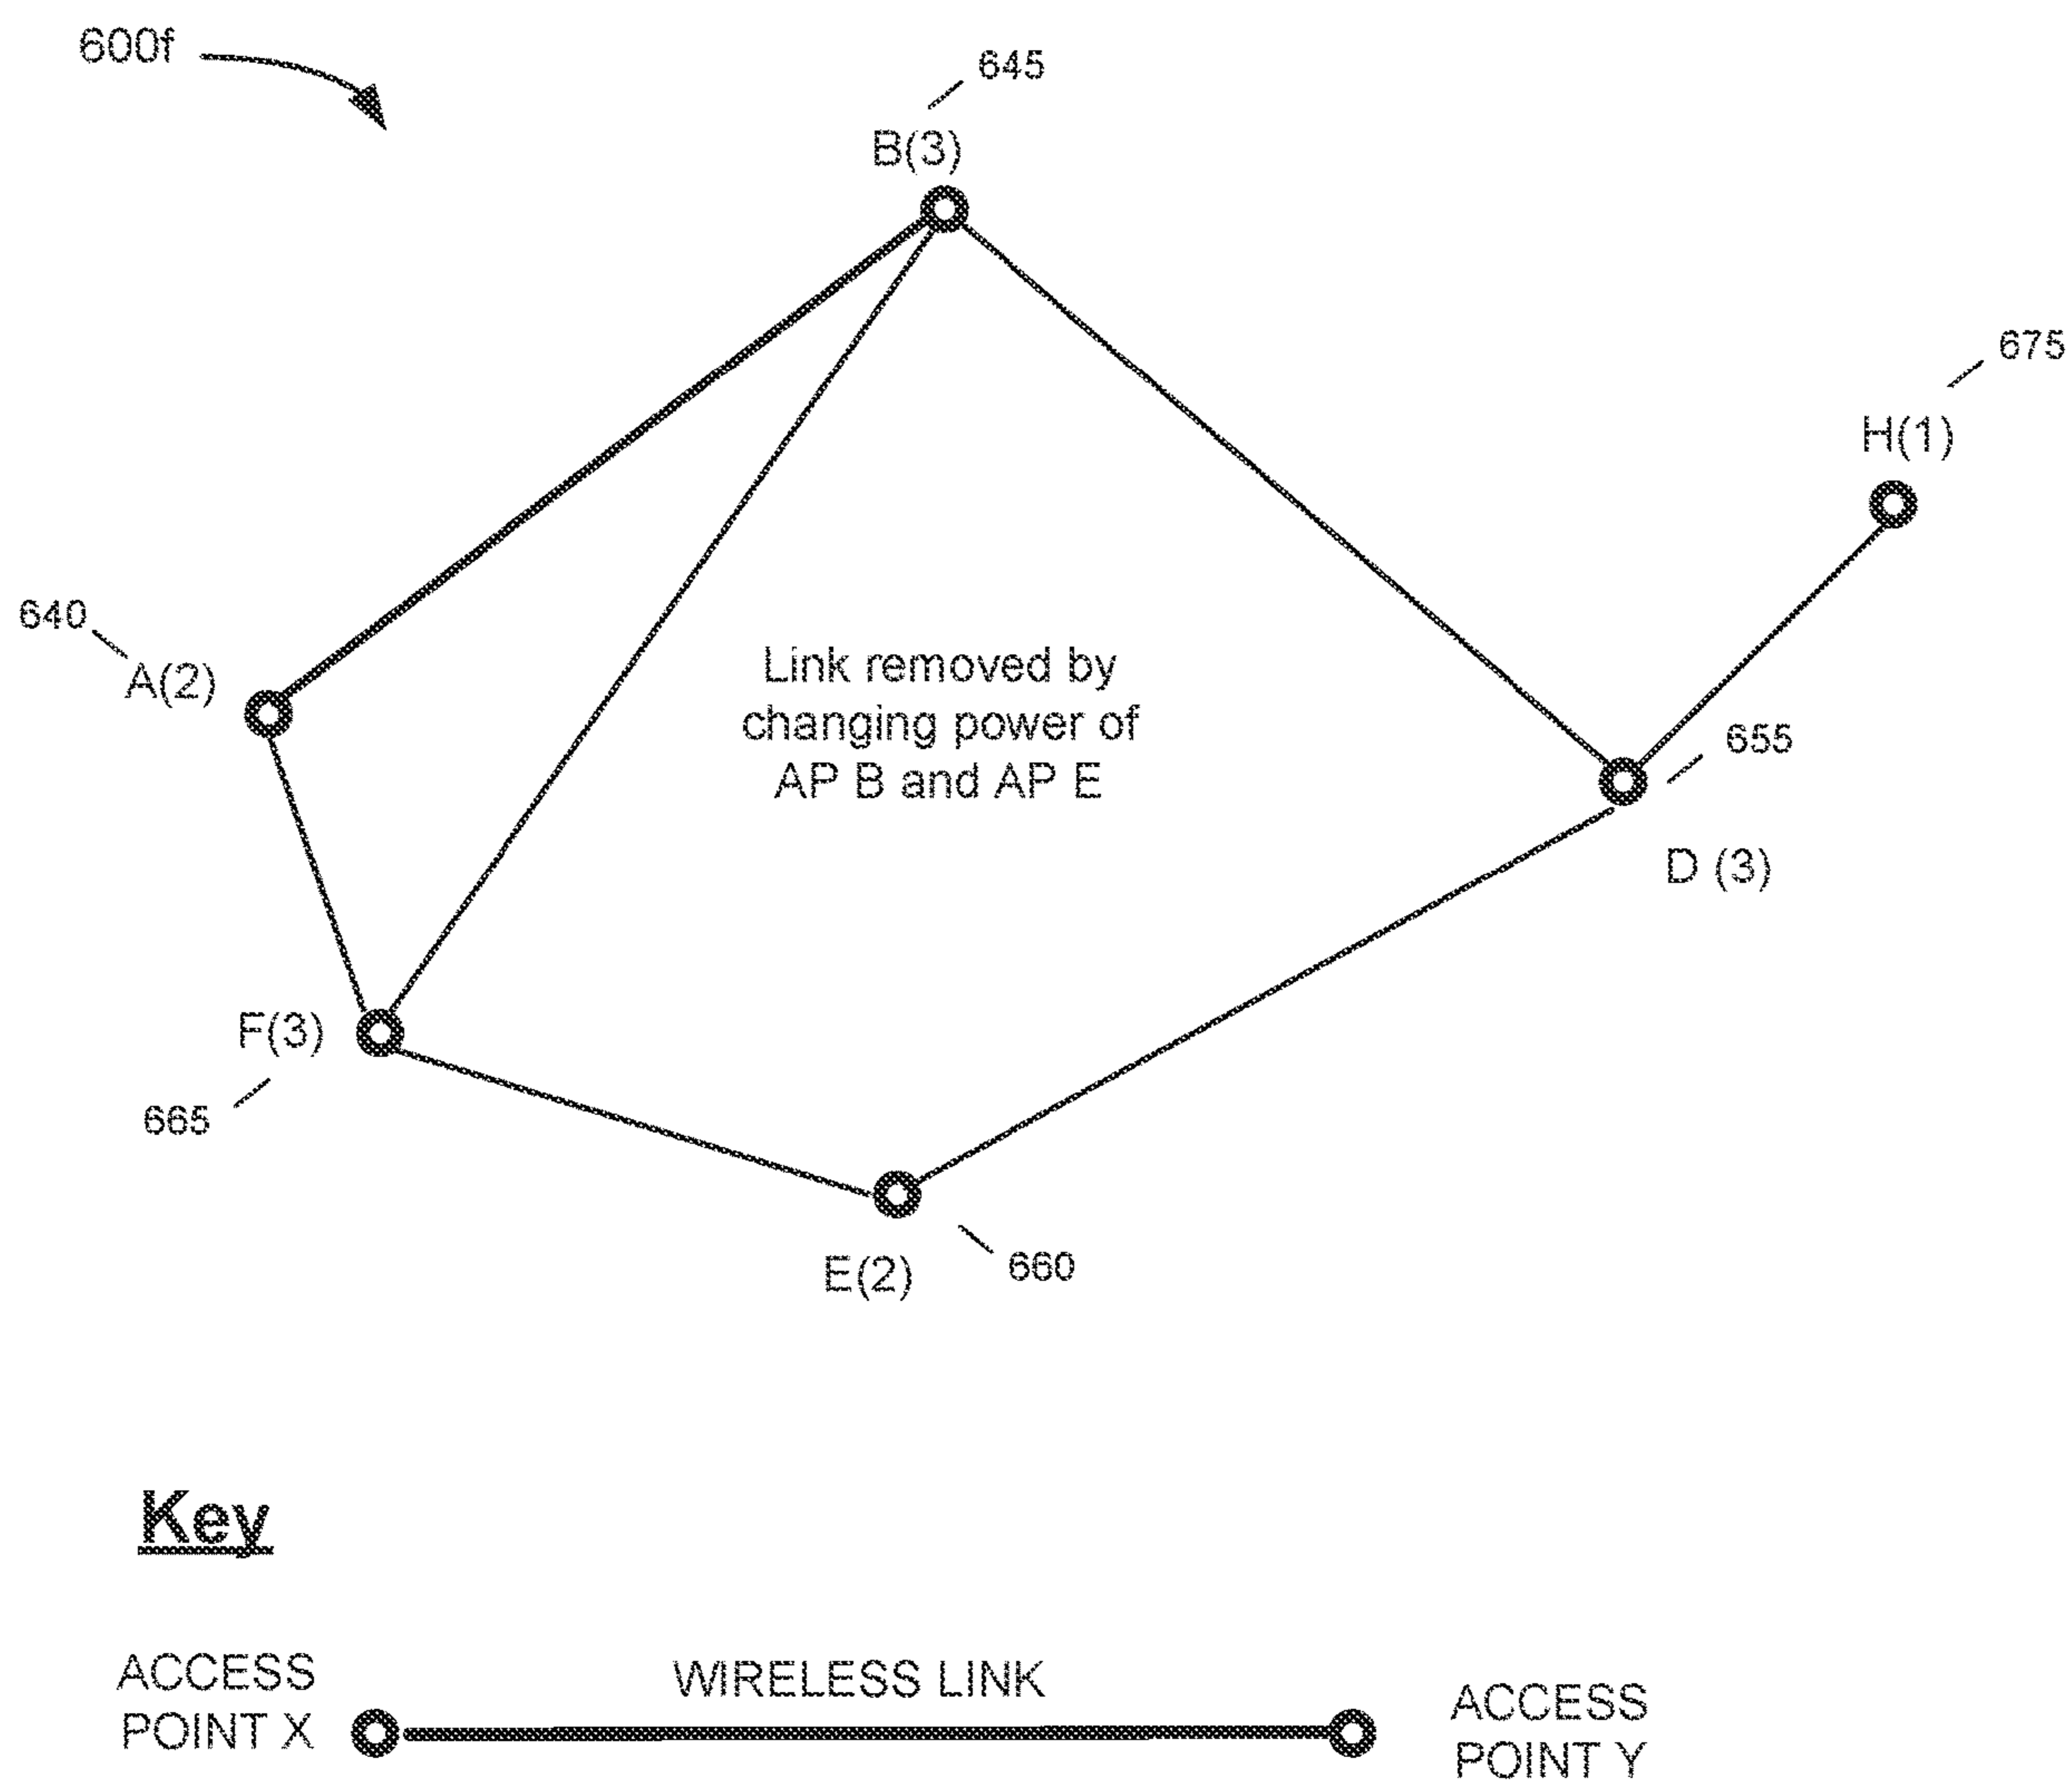 600f
645
B(3)
675
H(1)
640
A(2)
Link removed by
changing power of
AP B and AP E
655
D (3)
F(3)
665
E(2)
660
Key
ACCESS
POINT X
WIRELESS LINK
ACCESS
POINT Y